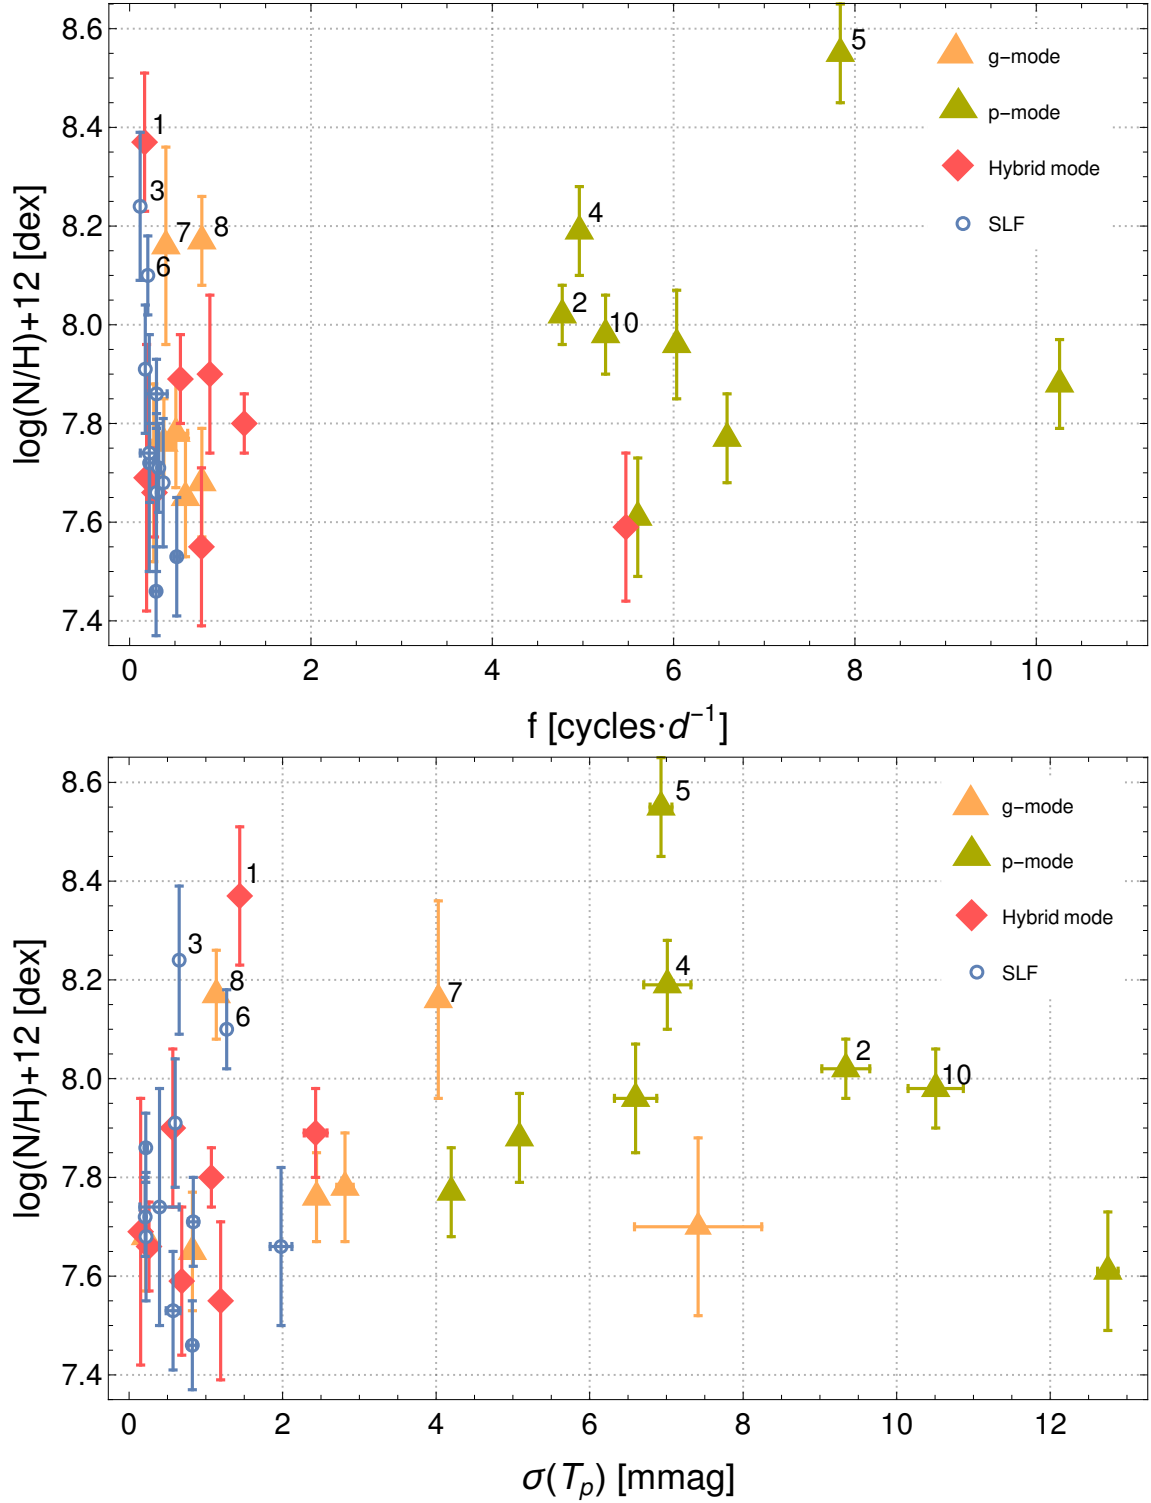 8.6
8.4
8.2
8.0
7.8
7.6
7.4
log(N/H)+12 [dex]
5
1
3
7
8
6
4
2
10
g−mode
p−mode
Hybrid mode
SLF
0 2 4 6 8 10
f [cycles·d⁻¹]
8.6
8.4
8.2
8.0
7.8
7.6
7.4
log(N/H)+12 [dex]
5
1
3
8
6
7
4
2
10
g−mode
p−mode
Hybrid mode
SLF
0 2 4 6 8 10 12
σ(Tₚ) [mmag]